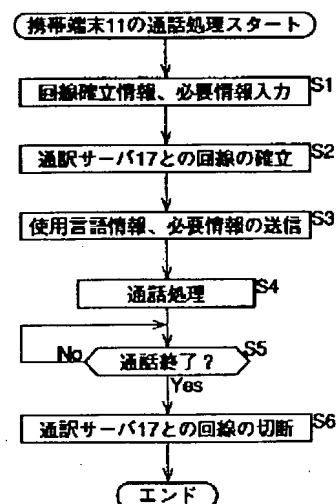 携帯端末11の通話処理スタート
S1
回線確立情報、必要情報入力
S2
通訳サーバ17との回線の確立
S3
使用言語情報、必要情報の送信
S4
通話処理
S5
No
通話終了？
Yes
S6
通訳サーバ17との回線の切断
エンド